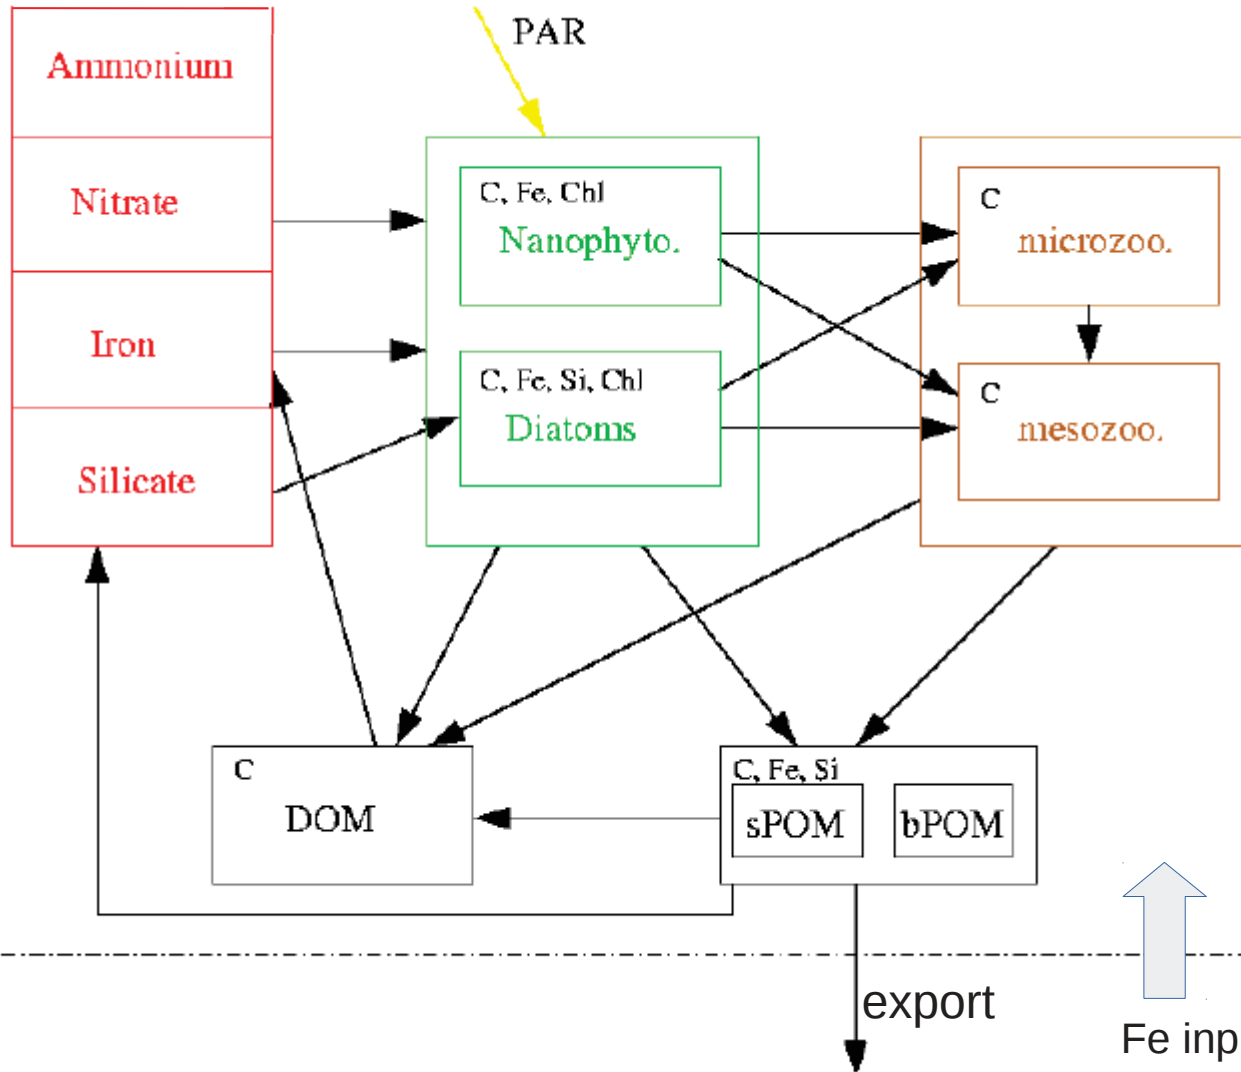 PAR
Ammonium
Nitrate
Iron
Silicate
C, Fe, Chl
Nanophyto.
C, Fe, Si, Chl
Diatoms
C
microzoo.
C
mesozoo.
C
DOM
C, Fe, Si
sPOM
bPOM
export
Fe inp